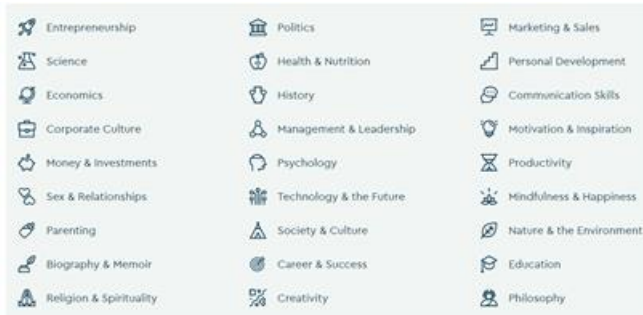 Entrepreneurship
Politics
Marketing & Sales
Science
Health & Nutrition
Personal Development
Economics
History
Communication Skills
Corporate Culture
Management & Leadership
Motivation & Inspiration
Money & Investments
Psychology
Productivity
Sex & Relationships
Technology & the Future
Mindfulness & Happiness
Parenting
Society & Culture
Nature & the Environment
Biography & Memoir
Career & Success
Education
Religion & Spirituality
Creativity
Philosophy